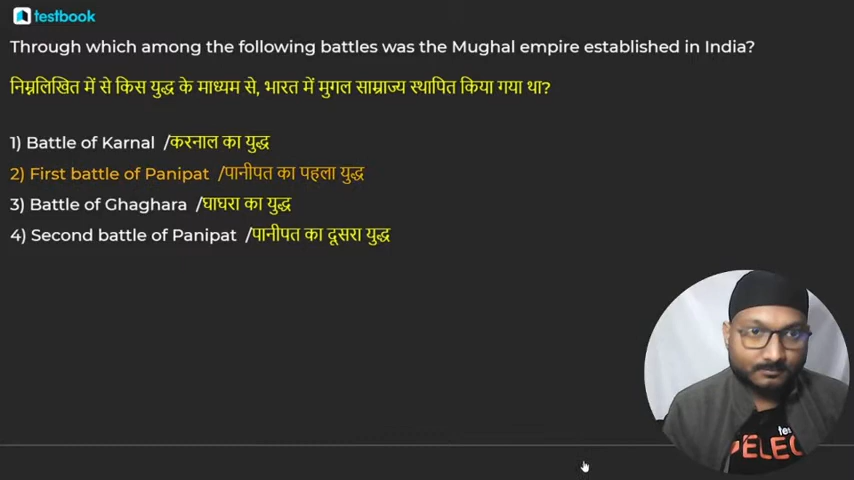 testbook
Through which among the following battles was the Mughal empire established in India?
निम्नलिखित में से किस युद्ध के माध्यम से, भारत में मुगल साम्राज्य स्थापित किया गया था?
1) Battle of Karnal /करनाल का युद्ध
2) First battle of Panipat /पानीपत का पहला युद्ध
3) Battle of Ghaghara /घाघरा का युद्ध
4) Second battle of Panipat /पानीपत का दूसरा युद्ध